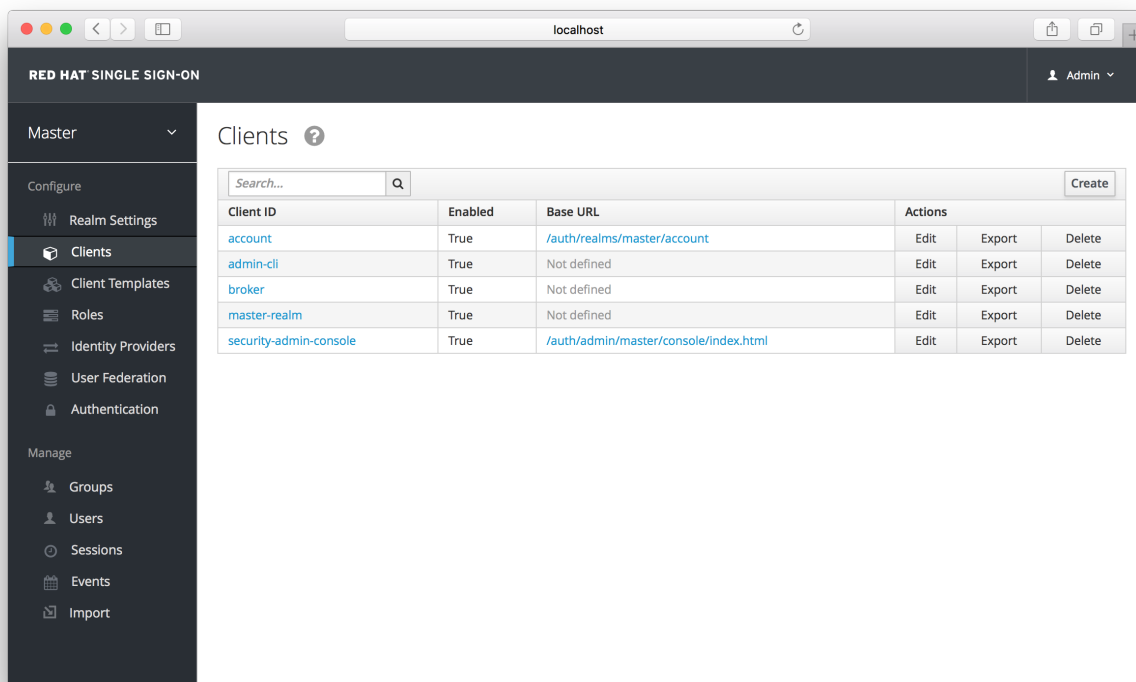 localhost
RED HAT SINGLE SIGN-ON
Admin
Master
Clients
Search...
Create
Client ID Enabled Base URL Actions
account True /auth/realms/master/account Edit Export Delete
admin-cli True Not defined Edit Export Delete
broker True Not defined Edit Export Delete
master-realm True Not defined Edit Export Delete
security-admin-console True /auth/admin/master/console/index.html Edit Export Delete
Configure
Realm Settings
Clients
Client Templates
Roles
Identity Providers
User Federation
Authentication
Manage
Groups
Users
Sessions
Events
Import